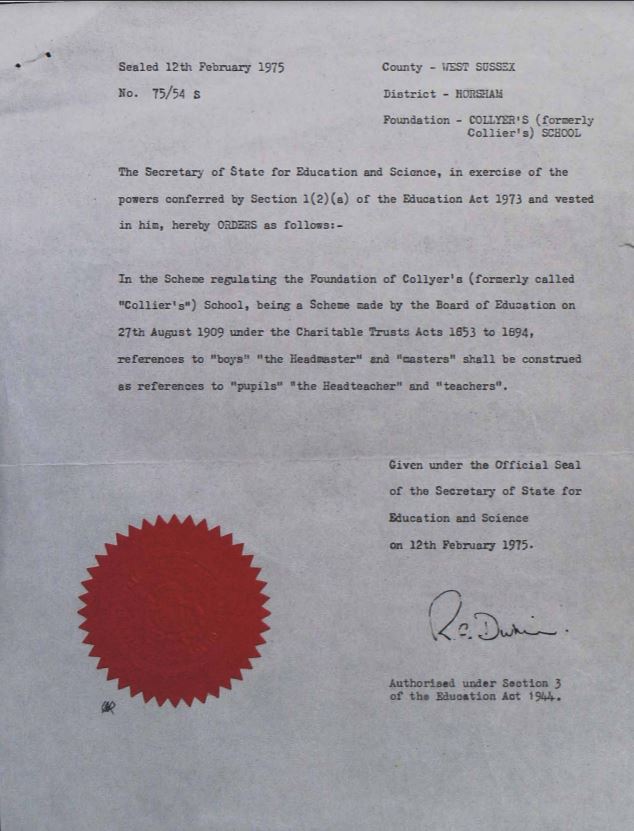 Sealed 12th February 1975
No. 75/54 S
County - WEST SUSSEX
District - HORSHAM
Foundation - COLLYER'S (formerly
Collier's) SCHOOL
The Secretary of State for Education and Science, in exercise of the
powers conferred by Section 1(2)(a) of the Education Act 1973 and vested
in him, hereby ORDERS as follows:-
In the Scheme regulating the Foundation of Collyer's (formerly called
"Collier's") School, being a Scheme made by the Board of Education on
27th August 1909 under the Charitable Trusts Acts 1853 to 1894,
references to "boys" "the Headmaster" and "masters" shall be construed
as references to "pupils" "the Headteacher" and "teachers".
Given under the Official Seal
of the Secretary of State for
Education and Science
on 12th February 1975.
Authorised under Section 3
of the Education Act 1944.